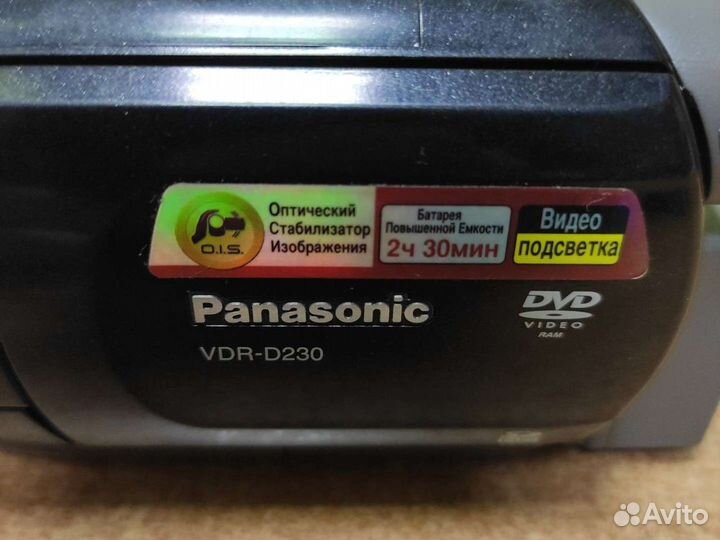 O.I.S.
Оптический
Стабилизатор
Изображения
Батарея
Повышенной Емкости
2ч 30мин
Видео
подсветка
Panasonic
VDR-D230
DVD
VIDEO
RAM
Avito